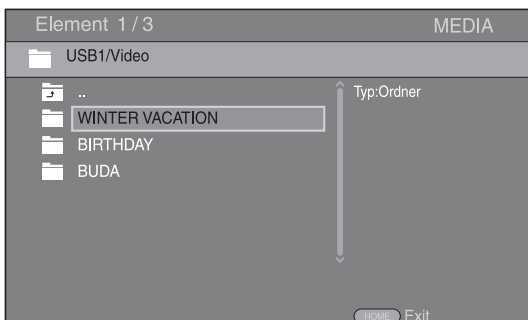 Element 1 / 3 MEDIA
USB1/Video
..
WINTER VACATION
BIRTHDAY
BUDA
Typ:Ordner
HOME Exit